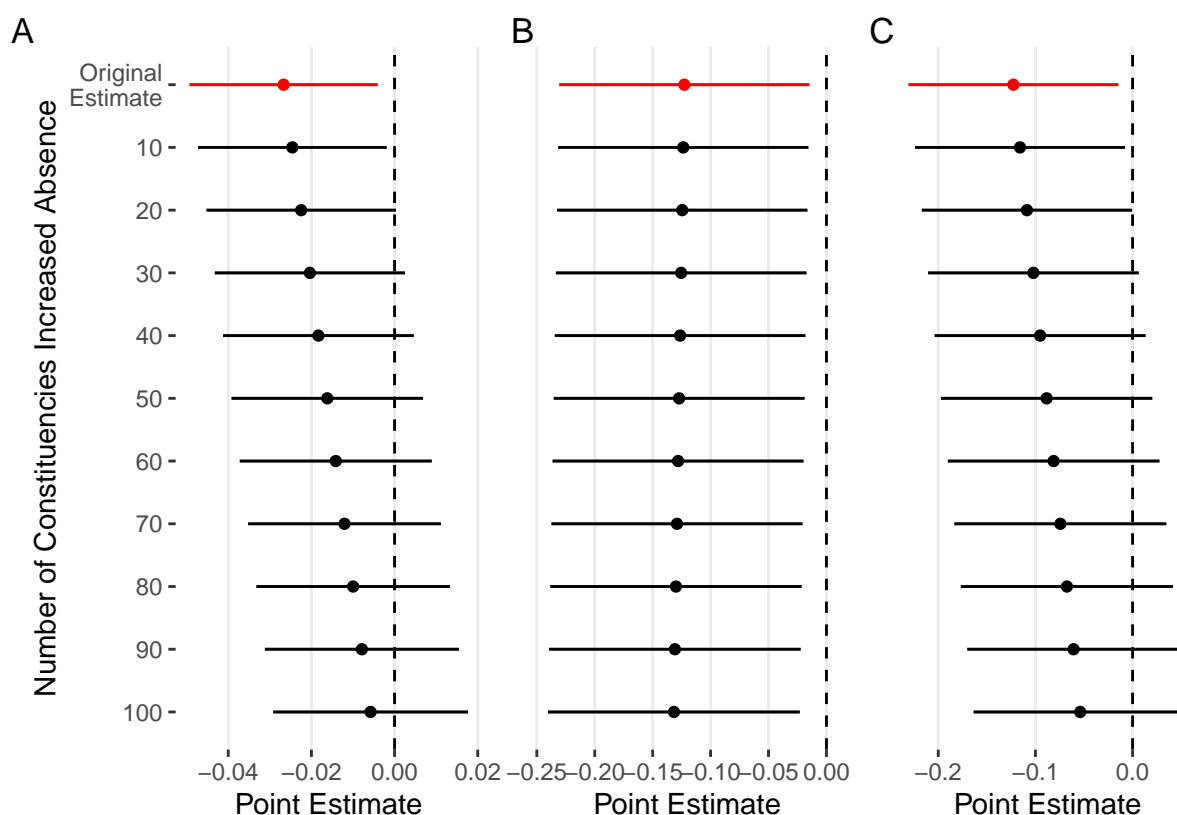 A
B
C
Number of Constituencies Increased Absence
Original
Estimate
10
20
30
40
50
60
70
80
90
100
−0.04 −0.02 0.00 0.02
−0.25 −0.20 −0.15 −0.10 −0.05 0.00
−0.2 −0.1 0.0
Point Estimate
Point Estimate
Point Estimate